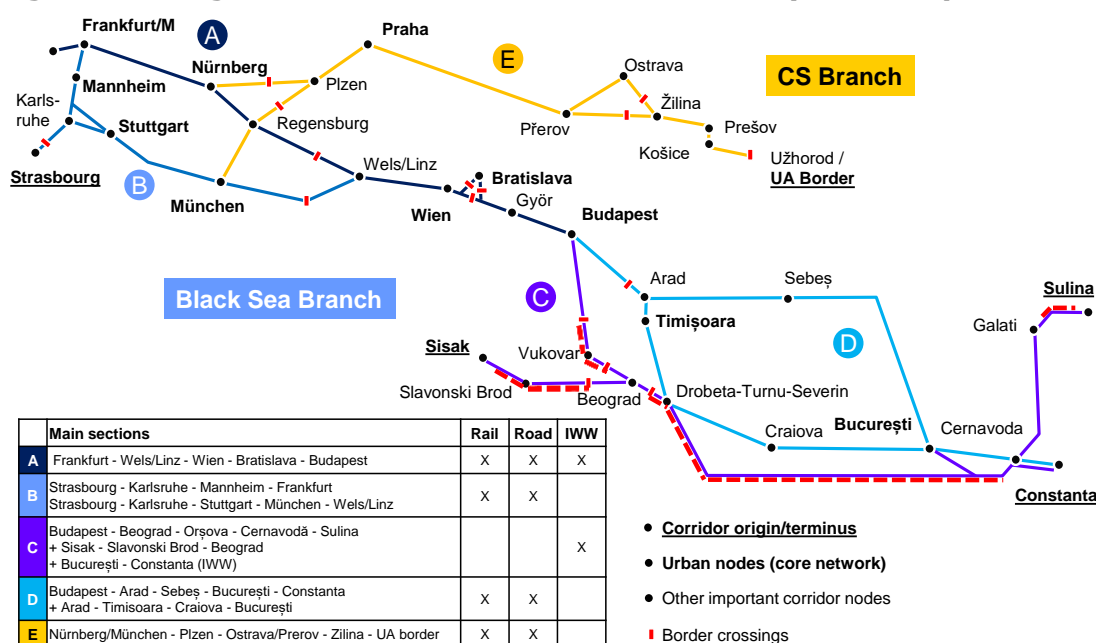 Frankfurt/M
A
Praha
Nürnberg
E
Ostrava
CS Branch
Mannheim
Plzen
Karls-
ruhe
Žilina
Stuttgart
Regensburg
Přerov
Prešov
Košice
Užhorod /
UA Border
Strasbourg
B
Wels/Linz
Bratislava
München
Wien
Györ
Budapest
Black Sea Branch
C
Arad
Sebeș
Sulina
Timișoara
Galati
Sisak
Vukovar
D
Slavonski Brod
Beograd
Drobeta-Turnu-Severin
Craiova
București
Cernavoda
Constanta
Main sections Rail Road IWW
A Frankfurt - Wels/Linz - Wien - Bratislava - Budapest X X X
B Strasbourg - Karlsruhe - Mannheim - Frankfurt
Strasbourg - Karlsruhe - Stuttgart - München - Wels/Linz X X
C Budapest - Beograd - Orșova - Cernavodă - Sulina
+ Sisak - Slavonski Brod - Beograd X
+ București - Constanta (IWW)
D Budapest - Arad - Sebeș - București - Constanta
+ Arad - Timisoara - Craiova - București X X
E Nürnberg/München - Plzen - Ostrava/Prerov - Zilina - UA border X X
Corridor origin/terminus
Urban nodes (core network)
Other important corridor nodes
Border crossings